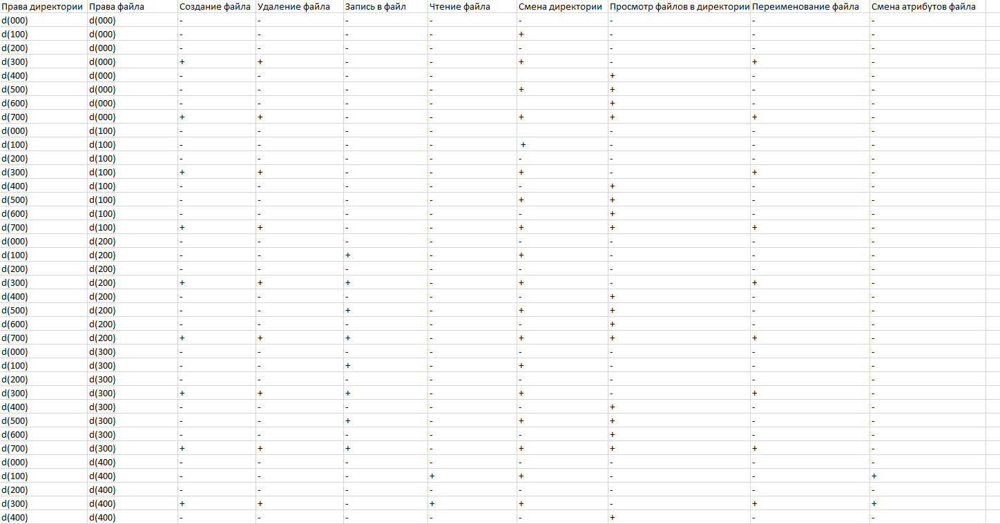 Права директории Права файла Создание файла Удаление файла Запись в файл Чтение файла Смена директории Просмотр файлов в директории Переименование файла Смена атрибутов файла
d(000) d(000) - - - - - - - -
d(100) d(000) - - - - + - - -
d(200) d(000) - - - - - - - -
d(300) d(000) + + - - + - + -
d(400) d(000) - - - - + - -
d(500) d(000) - - - - + + - -
d(600) d(000) - - - - + - -
d(700) d(000) + + - - + + + -
d(000) d(100) - - - - - - -
d(100) d(100) - - - - + - - -
d(200) d(100) - - - - - - - -
d(300) d(100) + + - - + - + -
d(400) d(100) - - - - - + - -
d(500) d(100) - - - - + + - -
d(600) d(100) - - - - - + - -
d(700) d(100) + + - - + + + -
d(000) d(200) - - - - - - - -
d(100) d(200) - - + - + - - -
d(200) d(200) - - - - - - - -
d(300) d(200) + + + - + - + -
d(400) d(200) - - - - - + - -
d(500) d(200) - - + - + + - -
d(600) d(200) - - - - - + - -
d(700) d(200) + + + - + + + -
d(000) d(300) - - - - - - - -
d(100) d(300) - - + - + - - -
d(200) d(300) - - - - - - - -
d(300) d(300) + + + - + - + -
d(400) d(300) - - - - - + - -
d(500) d(300) - - + - + + - -
d(600) d(300) - - - - - + - -
d(700) d(300) + + + - + + + -
d(000) d(400) - - - - - - - -
d(100) d(400) - - - + + - - +
d(200) d(400) - - - - - - - -
d(300) d(400) + + - + + - + +
d(400) d(400) - - - - - + - -